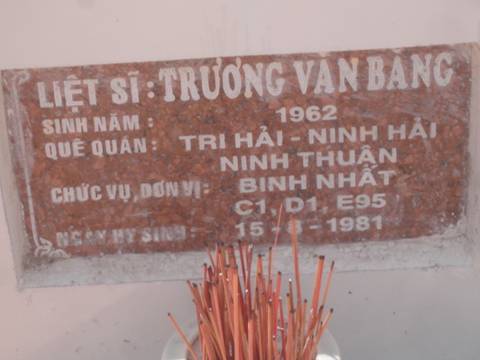 LIỆT SĨ : TRƯƠNG VĂN BANG
SINH NĂM : 1962
QUÊ QUÁN : TRI HẢI - NINH HẢI
NINH THUẬN
CHỨC VỤ, ĐƠN VỊ : BINH NHẤT
C1, D1, E95
NGÀY HY SINH : 15 - - 1981